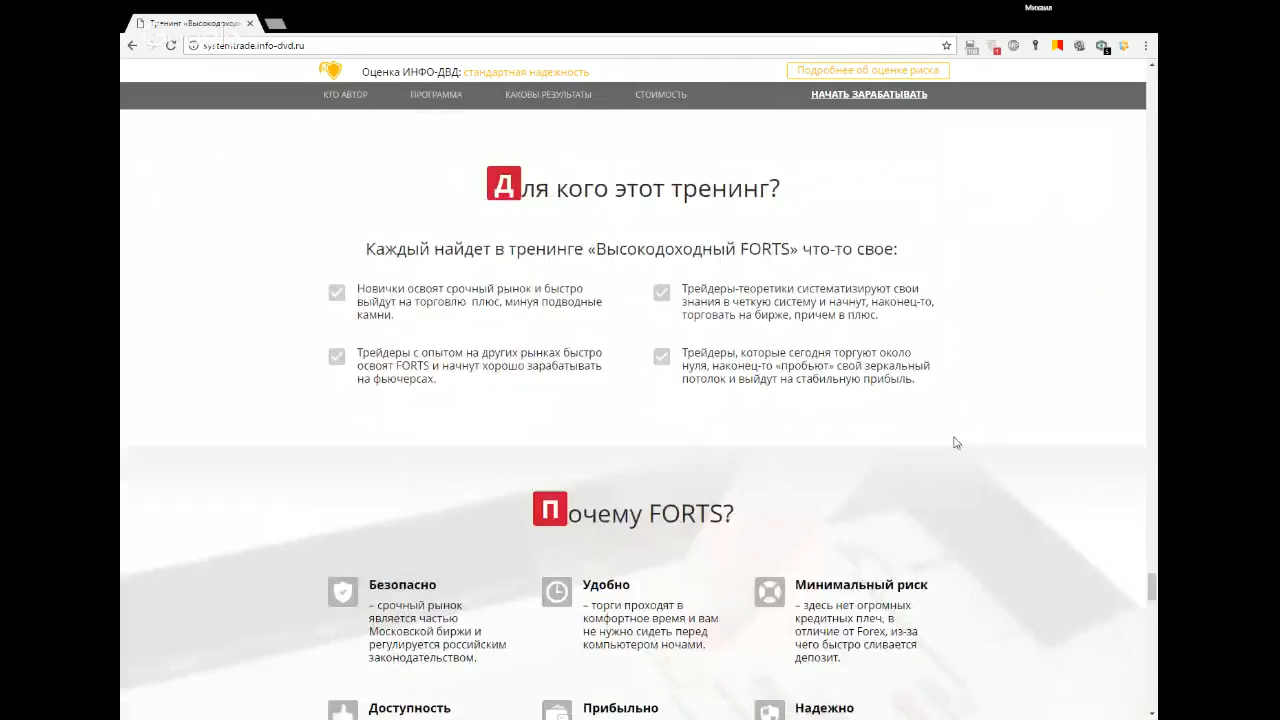 Михаил
Тренинг «Высокодоход
systemtrade.info-dvd.ru
Оценка ИНФО-ДВД: стандартная надежность
Подробнее об оценке риска
КТО АВТОР
ПРОГРАММА
КАКОВЫ РЕЗУЛЬТАТЫ
СТОИМОСТЬ
НАЧАТЬ ЗАРАБАТЫВАТЬ
Для кого этот тренинг?
Каждый найдет в тренинге «Высокодоходный FORTS» что-то свое:
Новички освоят срочный рынок и быстро
выйдут на торговлю плюс, минуя подводные
камни.
Трейдеры-теоретики систематизируют свои
знания в четкую систему и начнут, наконец-то,
торговать на бирже, причем в плюс.
Трейдеры с опытом на других рынках быстро
освоят FORTS и начнут хорошо зарабатывать
на фьючерсах.
Трейдеры, которые сегодня торгуют около
нуля, наконец-то «пробьют» свой зеркальный
потолок и выйдут на стабильную прибыль.
Почему FORTS?
Безопасно
– срочный рынок
является частью
Московской биржи и
регулируется российским
законодательством.
Удобно
– торги проходят в
комфортное время и вам
не нужно сидеть перед
компьютером ночами.
Минимальный риск
– здесь нет огромных
кредитных плеч, в
отличие от Forex, из-за
чего быстро сливается
депозит.
Доступность
Прибыльно
Надежно